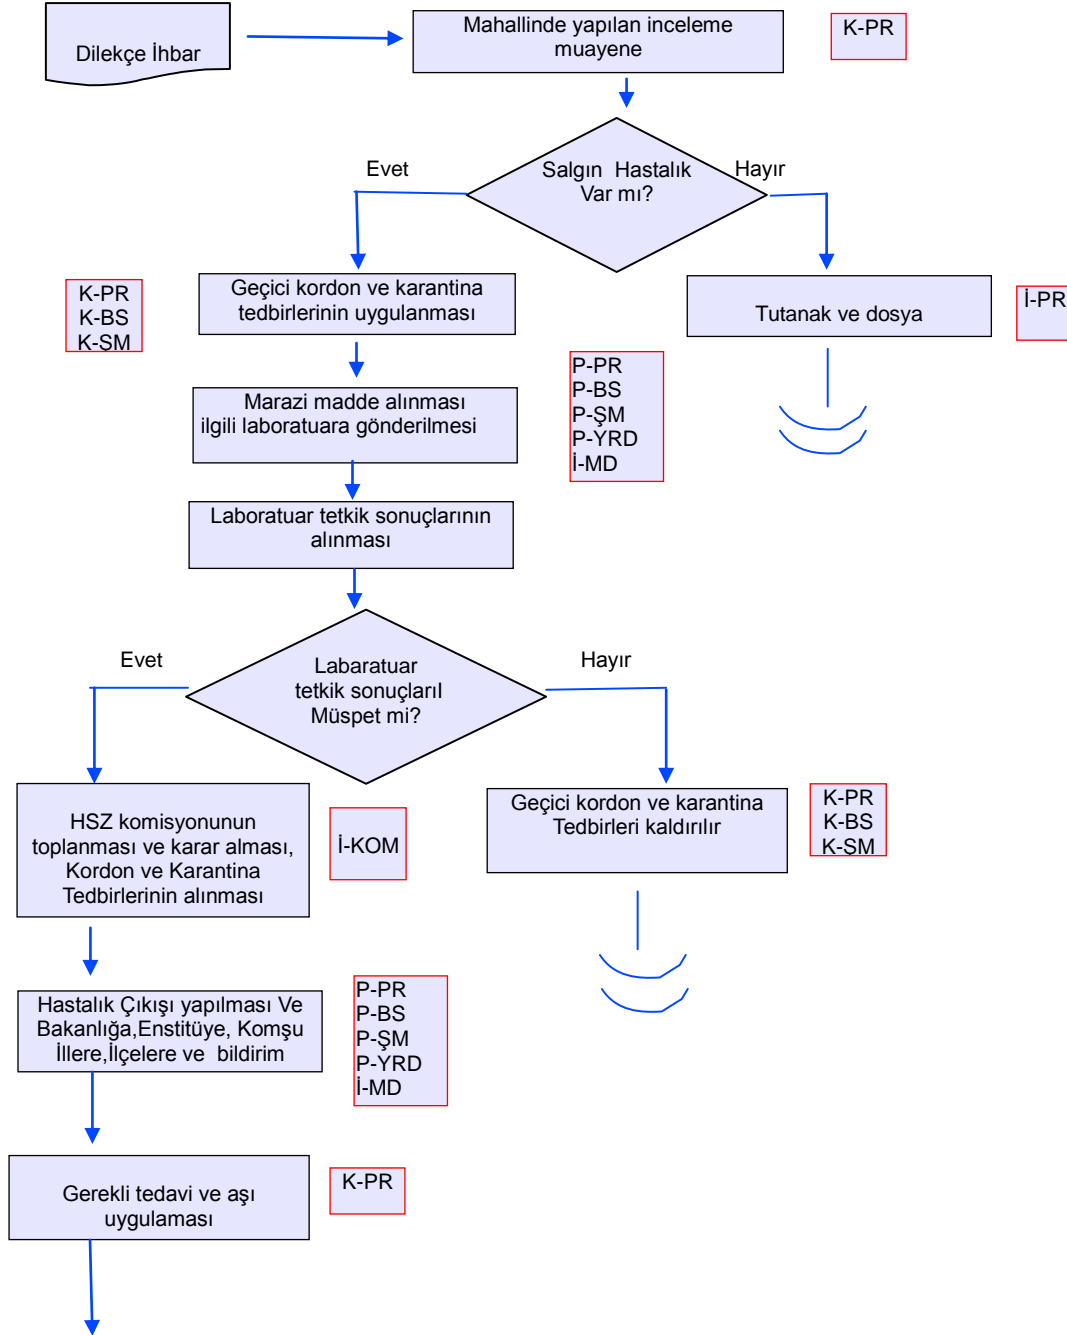 Dilekçe İhbar
Mahallinde yapılan inceleme
muayene
K-PR
Evet
Salgın Hastalık
Var mı?
Hayır
K-PR
K-BS
K-ŞM
Geçici kordon ve karantina
tedbirlerinin uygulanması
Tutanak ve dosya
İ-PR
Marazi madde alınması
ilgili laboratuara gönderilmesi
P-PR
P-BS
P-ŞM
P-YRD
İ-MD
Laboratuar tetkik sonuçlarının
alınması
Evet
Labaratuar
tetkik sonuçlarıl
Müspet mi?
Hayır
HSZ komisyonunun
toplanması ve karar alması,
Kordon ve Karantina
Tedbirlerinin alınması
İ-KOM
Geçici kordon ve karantina
Tedbirleri kaldırılır
K-PR
K-BS
K-ŞM
Hastalık Çıkışı yapılması Ve
Bakanlığa,Enstitüye, Komşu
İllere,İlçelere ve bildirim
P-PR
P-BS
P-ŞM
P-YRD
İ-MD
Gerekli tedavi ve aşı
uygulaması
K-PR